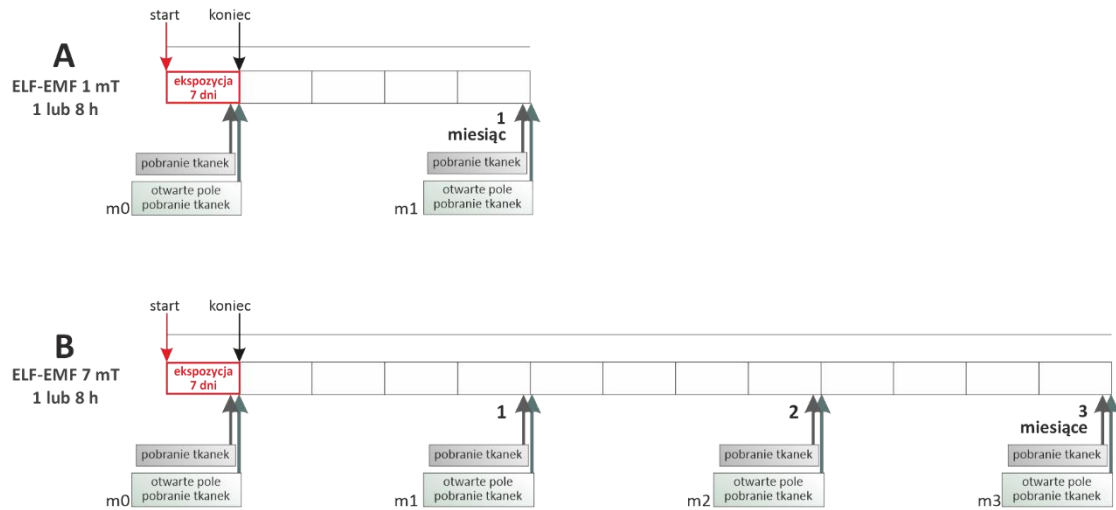 start
koniec
A
ELF-EMF 1 mT
1 lub 8 h
ekspozycja
7 dni
1
miesiąc
pobranie tkanek
pobranie tkanek
otwarte pole
pobranie tkanek
otwarte pole
pobranie tkanek
m0
m1
start
koniec
B
ELF-EMF 7 mT
1 lub 8 h
ekspozycja
7 dni
1
2
3
miesiące
pobranie tkanek
pobranie tkanek
pobranie tkanek
pobranie tkanek
otwarte pole
pobranie tkanek
otwarte pole
pobranie tkanek
otwarte pole
pobranie tkanek
otwarte pole
pobranie tkanek
m0
m1
m2
m3